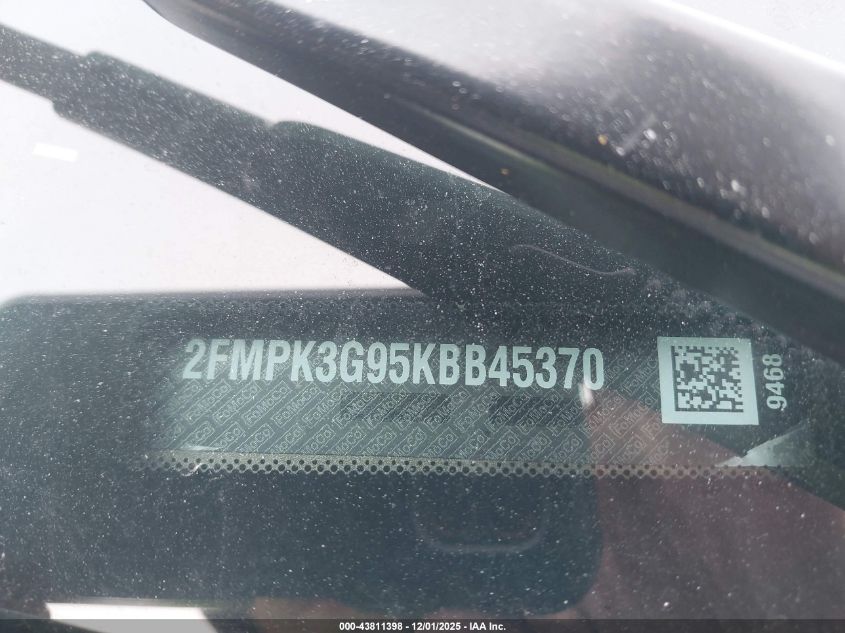 2FMPK3G95KBB45370
9468
000-43811398 - 12/01/2025 - IAA Inc.